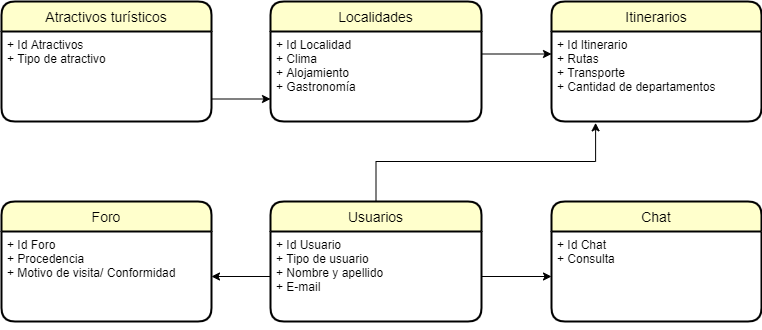 Atractivos turísticos
+ Id Atractivos
+ Tipo de atractivo
Localidades
+ Id Localidad
+ Clima
+ Alojamiento
+ Gastronomía
Itinerarios
+ Id Itinerario
+ Rutas
+ Transporte
+ Cantidad de departamentos
Foro
+ Id Foro
+ Procedencia
+ Motivo de visita/ Conformidad
Usuarios
+ Id Usuario
+ Tipo de usuario
+ Nombre y apellido
+ E-mail
Chat
+ Id Chat
+ Consulta